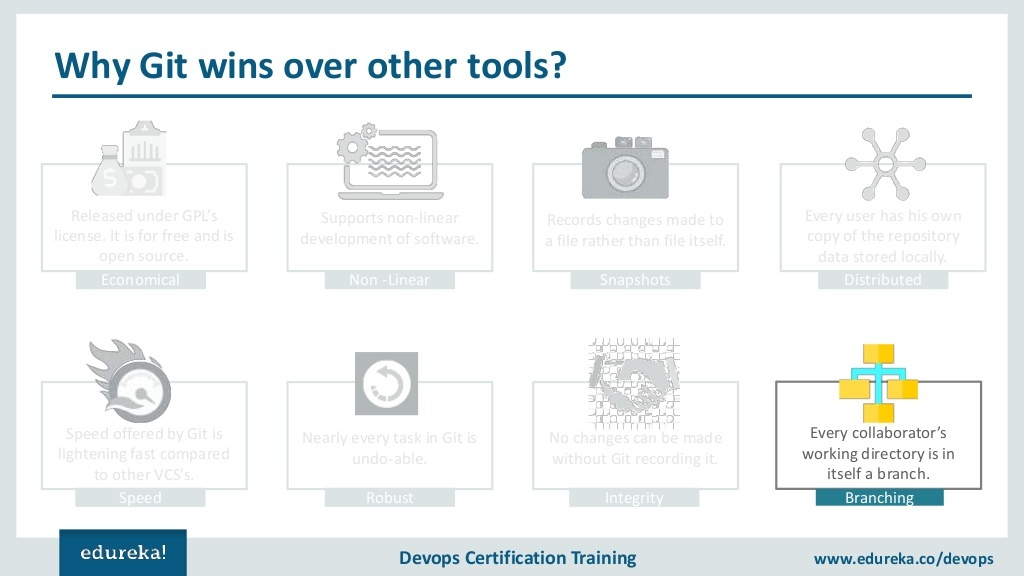 Why Git wins over other tools?
Released under GPL's
license. It is for free and is
open source.
Economical
Supports non-linear
development of software.
Non -Linear
Records changes made to
a file rather than file itself.
Snapshots
Every user has his own
copy of the repository
data stored locally.
Distributed
Speed offered by Git is
lightening fast compared
to other VCS's.
Speed
Nearly every task in Git is
undo-able.
Robust
No changes can be made
without Git recording it.
Integrity
Every collaborator's
working directory is in
itself a branch.
Branching
edureka!
Devops Certification Training
www.edureka.co/devops